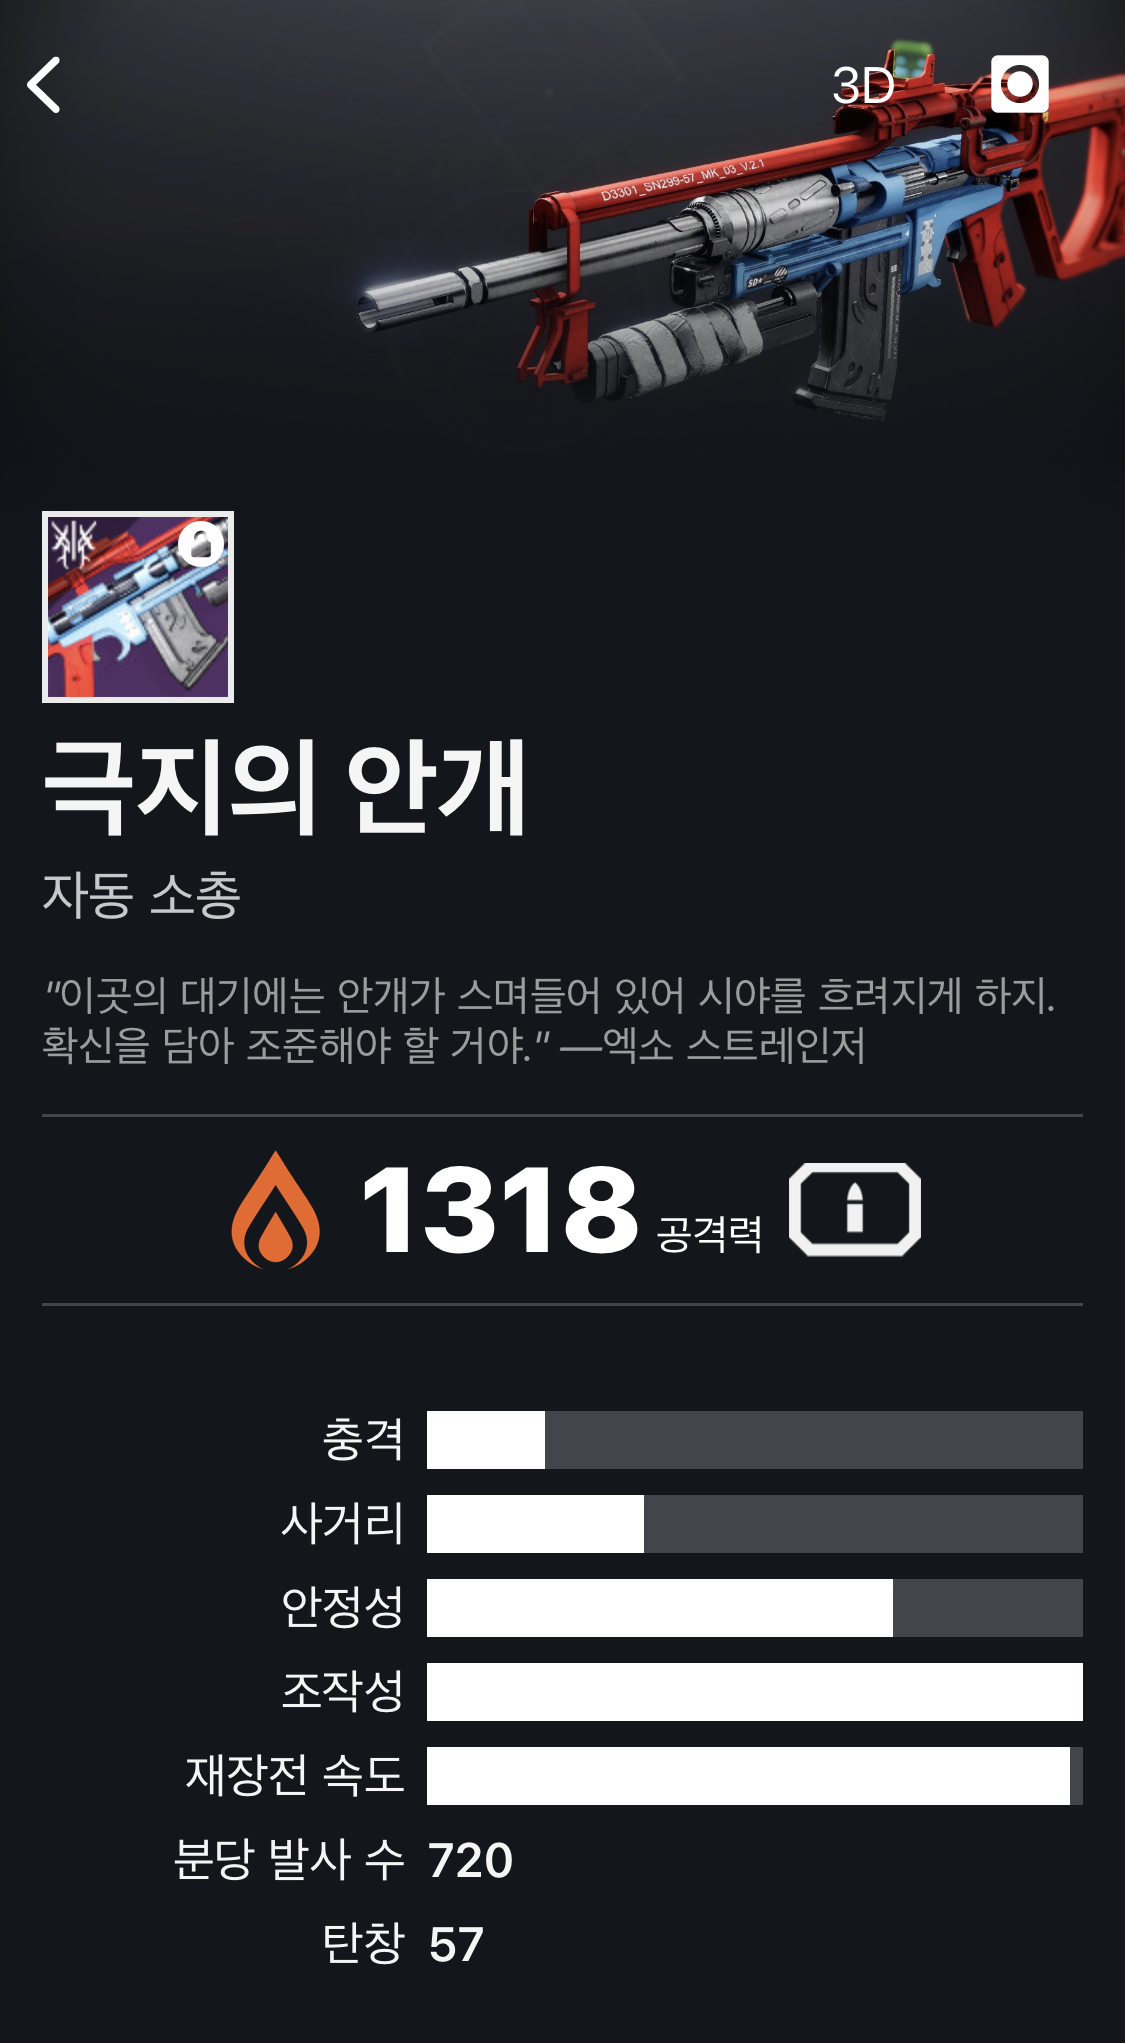 3D
D3301_SN299-57_MK_03_V.2.1
극지의 안개
자동 소총
"이곳의 대기에는 안개가 스며들어 있어 시야를 흐려지게 하지.
확신을 담아 조준해야 할 거야." —엑소 스트레인저
1318 공격력
충격
사거리
안정성
조작성
재장전 속도
분당 발사 수 720
탄창 57